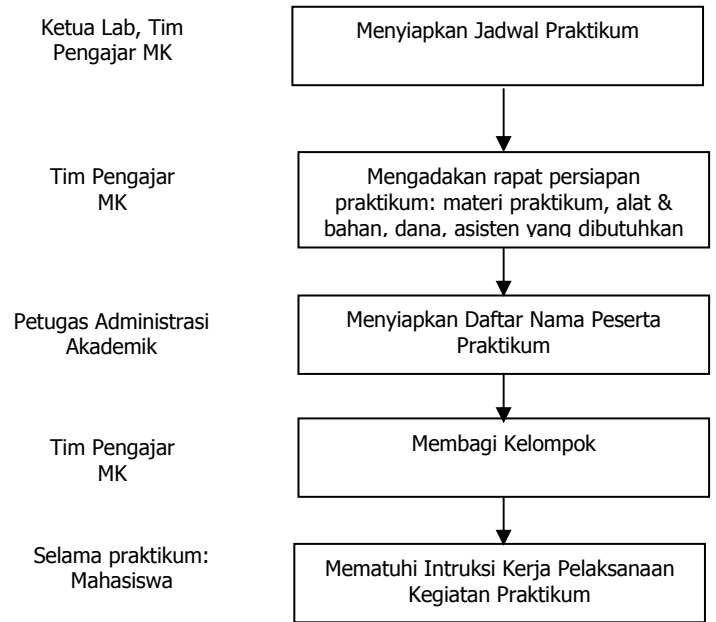 Ketua Lab, Tim
Pengajar MK
Menyiapkan Jadwal Praktikum
Tim Pengajar
MK
Mengadakan rapat persiapan
praktikum: materi praktikum, alat &
bahan, dana, asisten yang dibutuhkan
Petugas Administrasi
Akademik
Menyiapkan Daftar Nama Peserta
Praktikum
Tim Pengajar
MK
Membagi Kelompok
Selama praktikum:
Mahasiswa
Mematuhi Intruksi Kerja Pelaksanaan
Kegiatan Praktikum